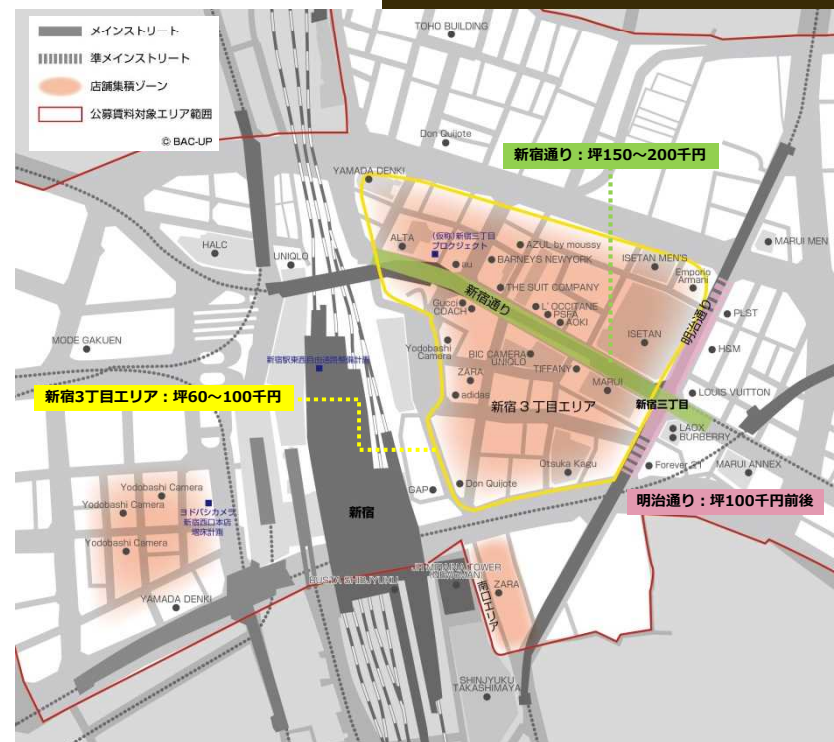 メインストリート
準メインストリート
店舗集積ゾーン
公募賃料対象エリア範囲
© BAC-UP
TOHO BUILDING
Don Quijote
新宿通り：坪150～200千円
YAMADA DENKI
HALC
UNIQLO
ALTA
(仮称)新宿三丁目
プロジェクト
au
AZUL by moussy
BARNEYS NEWYORK
ISETAN MEN'S
Emporio
Armani
MARUI MEN
THE SUIT COMPANY
Gucci
COACH
新宿通り
L'OCCITANE
PSFA
AOKI
ISETAN
明治通り
PLST
H&M
MODE GAKUEN
Yodobashi
Camera
新宿駅東西自由通路整備計画
BIC CAMERA
UNIQLO
ZARA
TIFFANY
MARUI
LOUIS VUITTON
新宿3丁目エリア：坪60～100千円
adidas
新宿３丁目エリア
新宿三丁目
LAOX
BURBERRY
Otsuka Kagu
Forever 21
MARUI ANNEX
Yodobashi Camera
Yodobashi Camera
Yodobashi Camera
ヨドバシカメラ
新宿西口本店
増床計画
GAP
Don Quijote
新宿
明治通り：坪100千円前後
YAMADA DENKI
ZARA
南口エリア
SHINJYUKU
TAKASHIMAYA